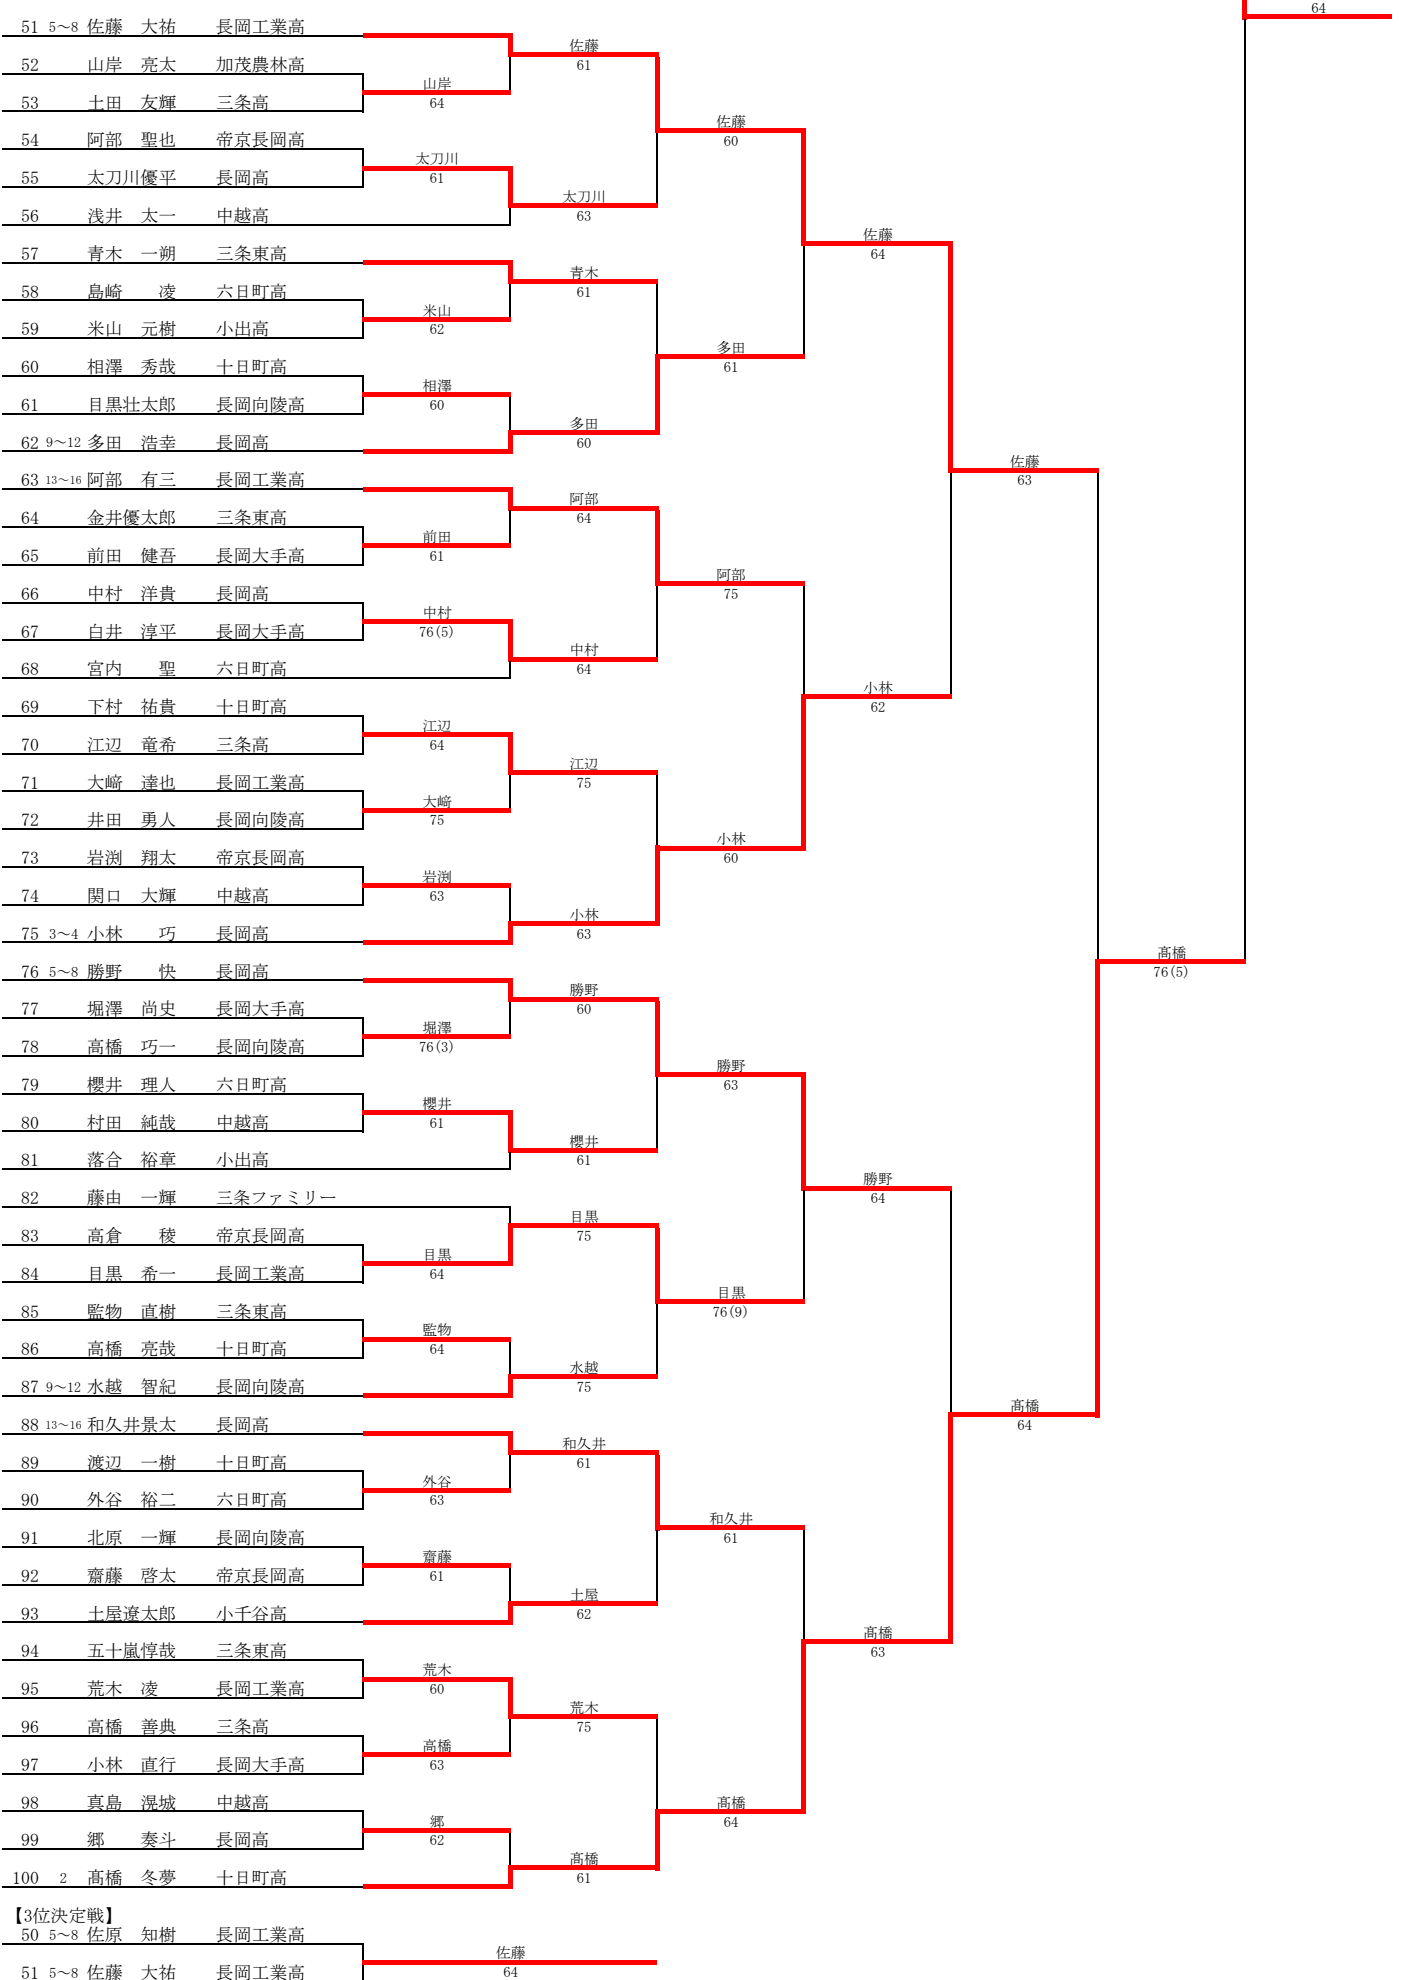 64
51 5～8 佐藤　大祐　長岡工業高
佐藤
61
52 山岸　亮太　加茂農林高
山岸
64
53 土田　友輝　三条高
54 阿部　聖也　帝京長岡高
佐藤
60
太刀川
61
55 太刀川優平　長岡高
太刀川
63
56 浅井　太一　中越高
佐藤
64
57 青木　一朔　三条東高
青木
61
58 島崎　　凌　六日町高
米山
62
59 米山　元樹　小出高
多田
61
60 相澤　秀哉　十日町高
相澤
60
61 目黒壮太郎　長岡向陵高
多田
60
62 9～12 多田　浩幸　長岡高
佐藤
63
63 13～16 阿部　有三　長岡工業高
阿部
64
64 金井優太郎　三条東高
前田
61
65 前田　健吾　長岡大手高
阿部
75
66 中村　洋貴　長岡高
中村
76(5)
67 白井　淳平　長岡大手高
中村
64
68 宮内　　聖　六日町高
小林
62
69 下村　祐貴　十日町高
江辺
64
70 江辺　竜希　三条高
江辺
75
71 大﨑　達也　長岡工業高
大﨑
75
72 井田　勇人　長岡向陵高
小林
60
73 岩渕　翔太　帝京長岡高
岩渕
63
74 関口　大輝　中越高
小林
63
75 3～4 小林　　巧　長岡高
髙橋
76(5)
76 5～8 勝野　　快　長岡高
勝野
60
77 堀澤　尚史　長岡大手高
堀澤
76(3)
78 高橋　巧一　長岡向陵高
勝野
63
79 櫻井　理人　六日町高
櫻井
61
80 村田　純哉　中越高
櫻井
61
81 落合　裕章　小出高
勝野
64
82 藤由　一輝　三条ファミリー
目黒
75
83 高倉　　稜　帝京長岡高
目黒
64
84 目黒　希一　長岡工業高
目黒
76(9)
85 監物　直樹　三条東高
監物
64
86 高橋　亮哉　十日町高
水越
75
87 9～12 水越　智紀　長岡向陵高
髙橋
64
88 13～16 和久井景太　長岡高
和久井
61
89 渡辺　一樹　十日町高
外谷
63
90 外谷　裕二　六日町高
和久井
61
91 北原　一輝　長岡向陵高
齋藤
61
92 齋藤　啓太　帝京長岡高
土屋
62
93 土屋遼太郎　小千谷高
髙橋
63
94 五十嵐惇哉　三条東高
荒木
60
95 荒木　凌　長岡工業高
荒木
75
96 高橋　善典　三条高
高橋
63
97 小林　直行　長岡大手高
髙橋
64
98 真島　滉城　中越高
郷
62
99 郷　　奏斗　長岡高
髙橋
61
100 2 髙橋　冬夢　十日町高
【3位決定戦】
50 5～8 佐原　知樹　長岡工業高
佐藤
64
51 5～8 佐藤　大祐　長岡工業高